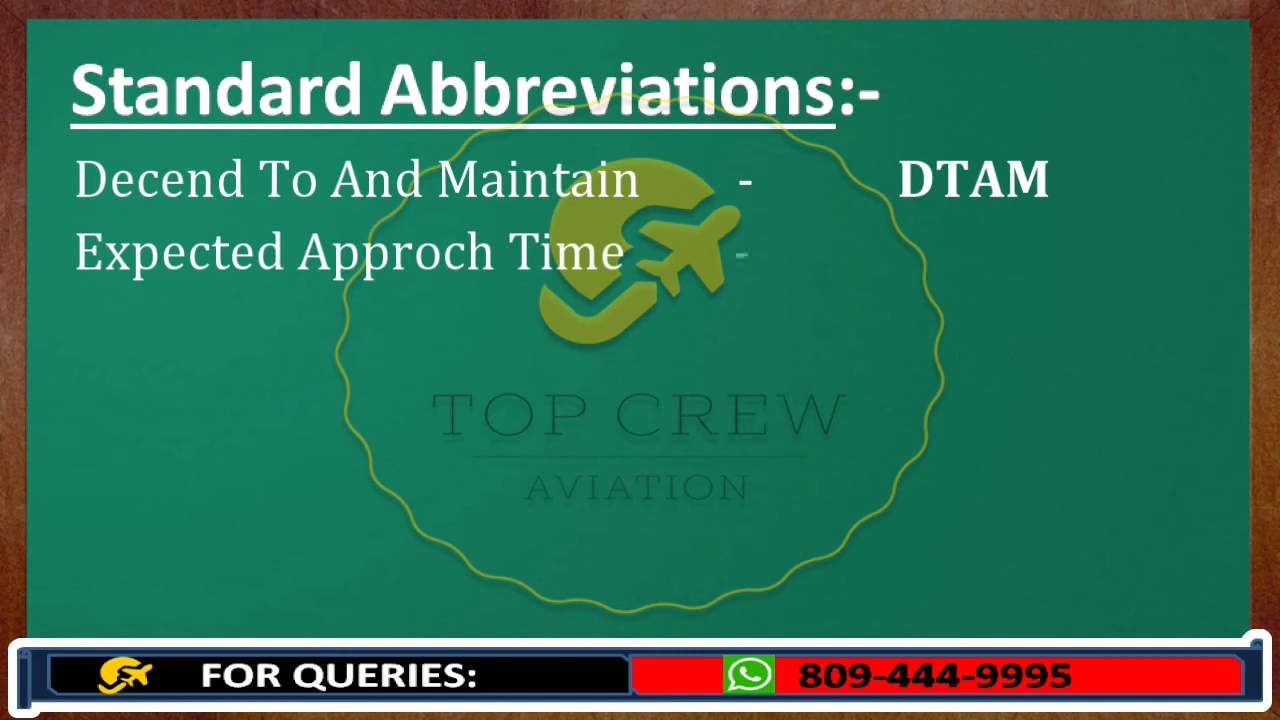 Standard Abbreviations:-
Decend To And Maintain - DTAM
Expected Approch Time -
TOP CREW
AVIATION
FOR QUERIES: 809-444-9995